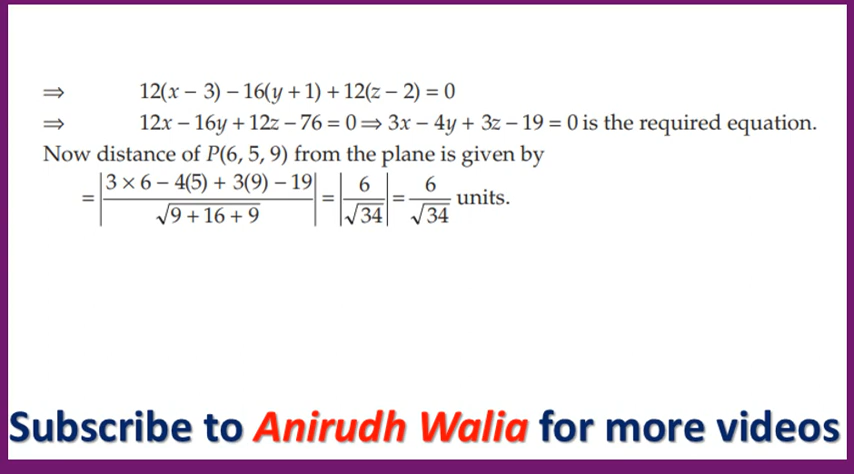 ⇒ 12(x − 3) − 16(y + 1) + 12(z − 2) = 0
⇒ 12x − 16y + 12z − 76 = 0 ⇒ 3x − 4y + 3z − 19 = 0 is the required equation.
Now distance of P(6, 5, 9) from the plane is given by
= |(3 × 6 − 4(5) + 3(9) − 19)/√(9 + 16 + 9)| = |6/√34| = 6/√34 units.
Subscribe to Anirudh Walia for more videos